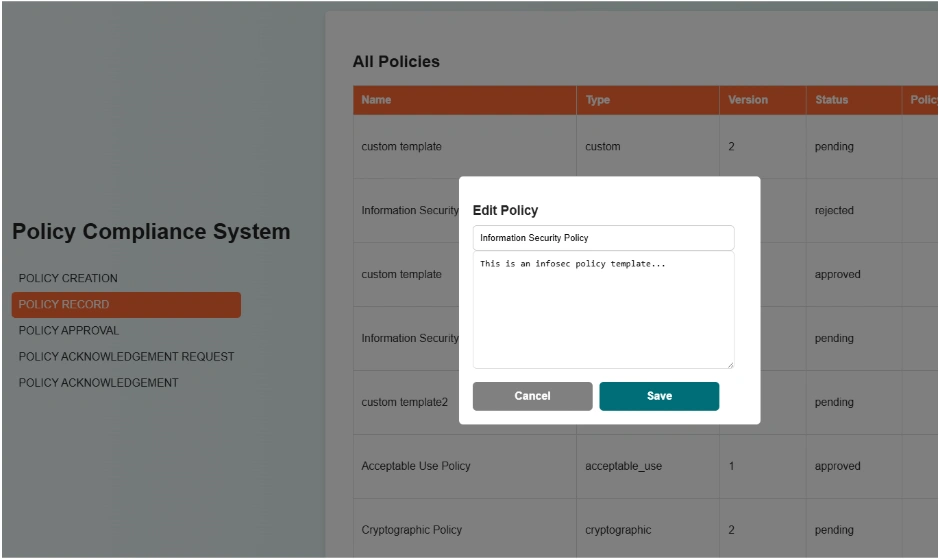 All Policies
Name Type Version Status Polic
custom template custom 2 pending
Information Security rejected
Policy Compliance System
POLICY CREATION
POLICY RECORD
POLICY APPROVAL
POLICY ACKNOWLEDGEMENT REQUEST
POLICY ACKNOWLEDGEMENT
custom template approved
Information Security pending
custom template2 pending
Acceptable Use Policy acceptable_use 1 approved
Cryptographic Policy cryptographic 2 pending
Edit Policy
Information Security Policy
This is an infosec policy template...
Cancel Save